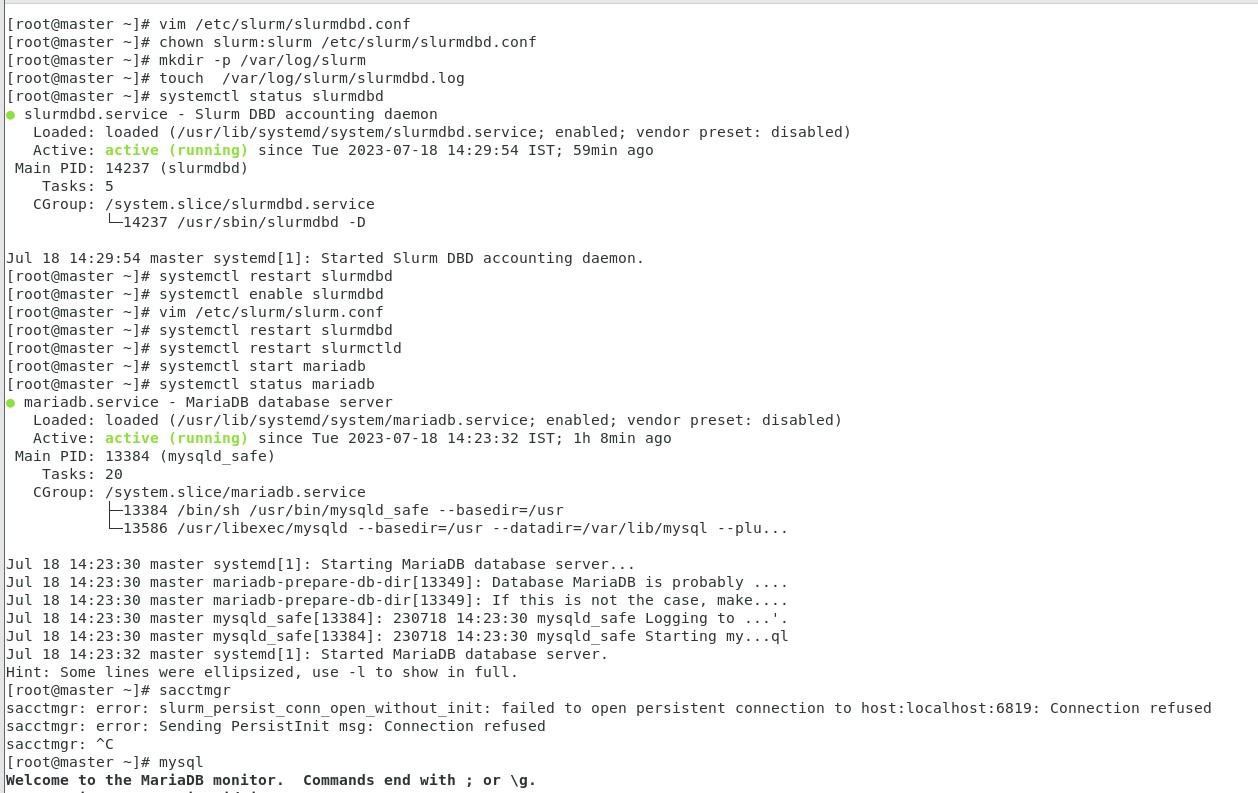 [root@master ~]# vim /etc/slurm/slurmdbd.conf
[root@master ~]# chown slurm:slurm /etc/slurm/slurmdbd.conf
[root@master ~]# mkdir -p /var/log/slurm
[root@master ~]# touch  /var/log/slurm/slurmdbd.log
[root@master ~]# systemctl status slurmdbd
● slurmdbd.service - Slurm DBD accounting daemon
   Loaded: loaded (/usr/lib/systemd/system/slurmdbd.service; enabled; vendor preset: disabled)
   Active: active (running) since Tue 2023-07-18 14:29:54 IST; 59min ago
 Main PID: 14237 (slurmdbd)
    Tasks: 5
   CGroup: /system.slice/slurmdbd.service
           └─14237 /usr/sbin/slurmdbd -D

Jul 18 14:29:54 master systemd[1]: Started Slurm DBD accounting daemon.
[root@master ~]# systemctl restart slurmdbd
[root@master ~]# systemctl enable slurmdbd
[root@master ~]# vim /etc/slurm/slurm.conf
[root@master ~]# systemctl restart slurmdbd
[root@master ~]# systemctl restart slurmctld
[root@master ~]# systemctl start mariadb
[root@master ~]# systemctl status mariadb
● mariadb.service - MariaDB database server
   Loaded: loaded (/usr/lib/systemd/system/mariadb.service; enabled; vendor preset: disabled)
   Active: active (running) since Tue 2023-07-18 14:23:32 IST; 1h 8min ago
 Main PID: 13384 (mysqld_safe)
    Tasks: 20
   CGroup: /system.slice/mariadb.service
           ├─13384 /bin/sh /usr/bin/mysqld_safe --basedir=/usr
           └─13586 /usr/libexec/mysqld --basedir=/usr --datadir=/var/lib/mysql --plu...

Jul 18 14:23:30 master systemd[1]: Starting MariaDB database server...
Jul 18 14:23:30 master mariadb-prepare-db-dir[13349]: Database MariaDB is probably ....
Jul 18 14:23:30 master mariadb-prepare-db-dir[13349]: If this is not the case, make....
Jul 18 14:23:30 master mysqld_safe[13384]: 230718 14:23:30 mysqld_safe Logging to ...'.
Jul 18 14:23:30 master mysqld_safe[13384]: 230718 14:23:30 mysqld_safe Starting my...ql
Jul 18 14:23:32 master systemd[1]: Started MariaDB database server.
Hint: Some lines were ellipsized, use -l to show in full.
[root@master ~]# sacctmgr
sacctmgr: error: slurm_persist_conn_open_without_init: failed to open persistent connection to host:localhost:6819: Connection refused
sacctmgr: error: Sending PersistInit msg: Connection refused
sacctmgr: ^C
[root@master ~]# mysql
Welcome to the MariaDB monitor.  Commands end with ; or \g.